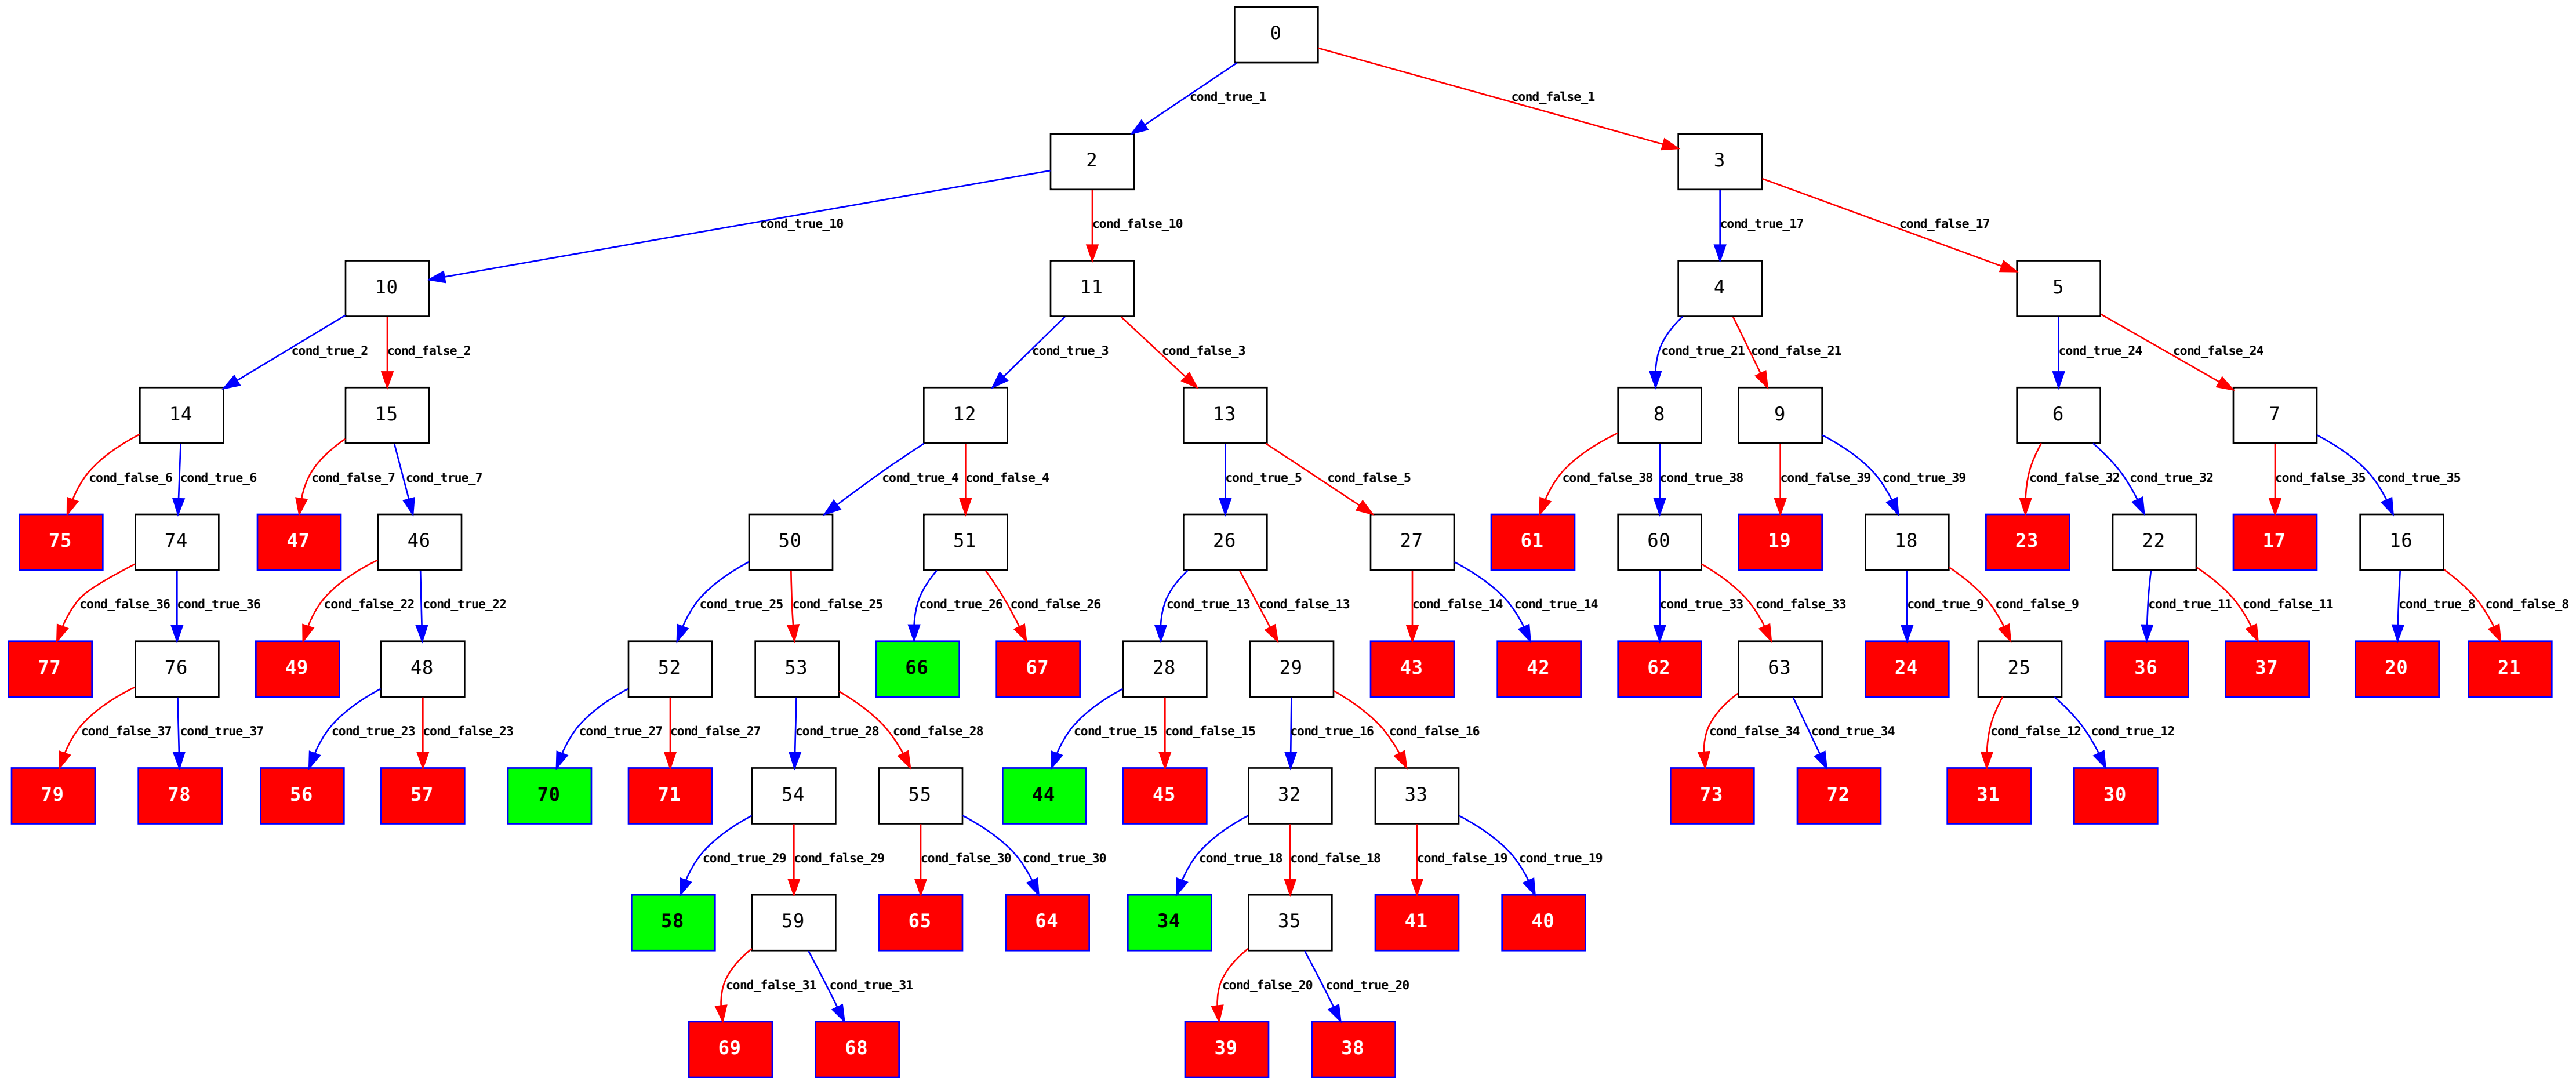 0
cond_true_1 cond_false_1
2 3
cond_true_10 cond_false_10 cond_true_17 cond_false_17
10 11 4 5
cond_true_2 cond_false_2 cond_true_3 cond_false_3 cond_true_21 cond_false_21 cond_true_24 cond_false_24
14 15 12 13 8 9 6 7
cond_false_6 cond_true_6 cond_false_7 cond_true_7 cond_true_4 cond_false_4 cond_true_5 cond_false_5 cond_false_38 cond_true_38 cond_false_39 cond_true_39 cond_false_32 cond_true_32 cond_false_35 cond_true_35
75 74 47 46 50 51 26 27 61 60 19 18 23 22 17 16
cond_false_36 cond_true_36 cond_false_22 cond_true_22 cond_true_25 cond_false_25 cond_true_26 cond_false_26 cond_true_13 cond_false_13 cond_false_14 cond_true_14 cond_true_33 cond_false_33 cond_true_9 cond_false_9 cond_true_11 cond_false_11 cond_true_8 cond_false_8
77 76 49 48 52 53 66 67 28 29 43 42 62 63 24 25 36 37 20 21
cond_false_37 cond_true_37 cond_true_23 cond_false_23 cond_true_27 cond_false_27 cond_true_28 cond_false_28 cond_true_15 cond_false_15 cond_true_16 cond_false_16 cond_false_34 cond_true_34 cond_false_12 cond_true_12
79 78 56 57 70 71 54 55 44 45 32 33 73 72 31 30
cond_true_29 cond_false_29 cond_false_30 cond_true_30 cond_true_18 cond_false_18 cond_false_19 cond_true_19
58 59 65 64 34 35 41 40
cond_false_31 cond_true_31 cond_false_20 cond_true_20
69 68 39 38